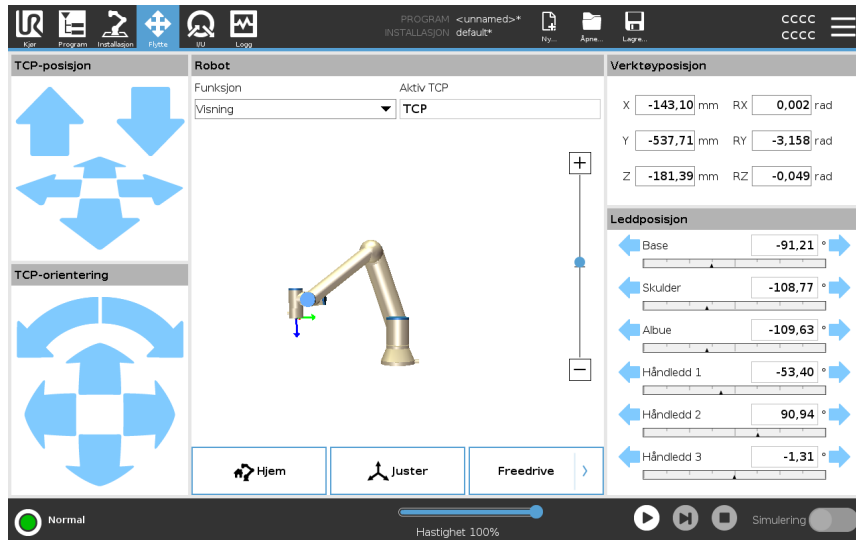 UR
PROGRAM <unnamed>*
INSTALLASJON default*
cccc
cccc
Kjør Program Installasjon Flytte I/U Logg Ny... Åpne... Lagre...
TCP-posisjon
Robot
Verktøyposisjon
Funksjon
Aktiv TCP
Visning
TCP
X -143,10 mm RX 0,002 rad
Y -537,71 mm RY -3,158 rad
Z -181,39 mm RZ -0,049 rad
Leddposisjon
Base -91,21 °
TCP-orientering
Skulder -108,77 °
Albue -109,63 °
Håndledd 1 -53,40 °
Håndledd 2 90,94 °
Håndledd 3 -1,31 °
Hjem
Juster
Freedrive
Normal
Hastighet 100%
Simulering